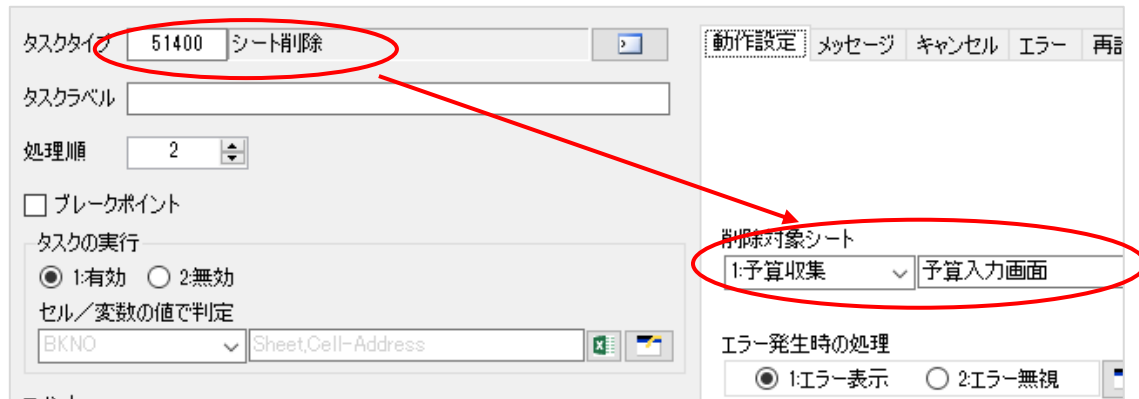 タスクタイプ 51400 シート削除
タスクラベル
処理順 2
ブレークポイント
タスクの実行
1:有効 2:無効
セル／変数の値で判定
BKNO Sheet,Cell-Address
動作設定 メッセージ キャンセル エラー
削除対象シート
1:予算収集 予算入力画面
エラー発生時の処理
1:エラー表示 2:エラー無視